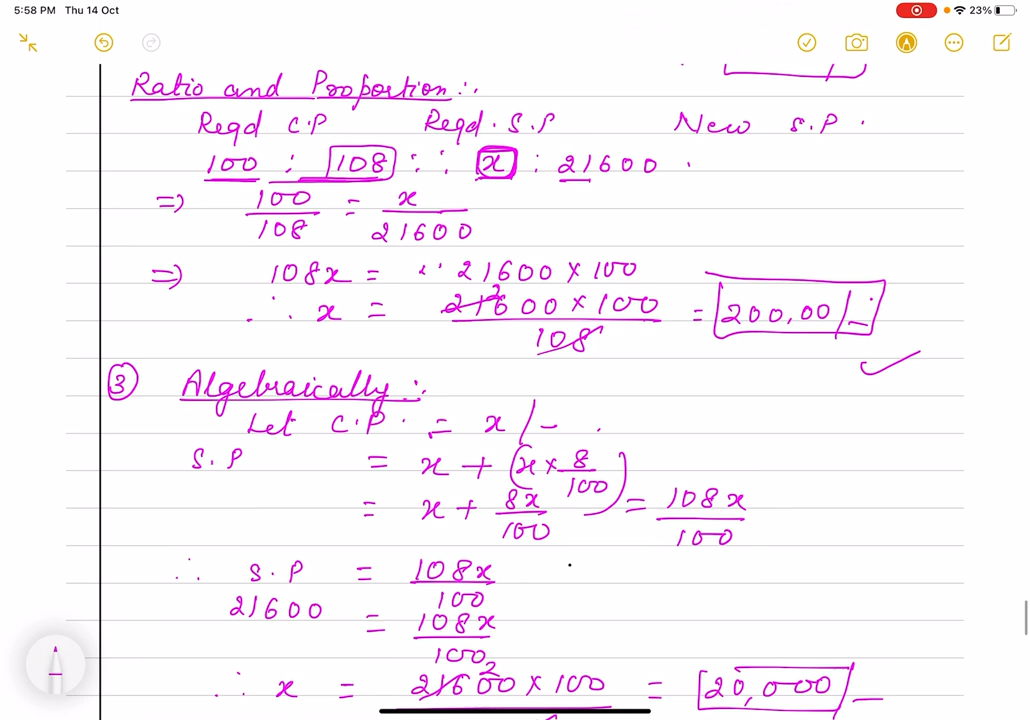 5:58 PM Thu 14 Oct 23%
Ratio and Proportion :.
Reqd C.P Reqd. S.P New S.P.
100 : 108 :: x : 21600
=> 100/108 = x/21600
=> 108x = 21600 × 100
∴ x = 21600 × 100/108 = 200,00/-
2
③ Algebraically :.
Let C.P. = x/-
S.P = x + (x × 8/100)
= x + 8x/100 = 108x/100
∴ S.P = 108x/100
21600 = 108x/100
2
∴ x = 21600 × 100 = 20,000/-